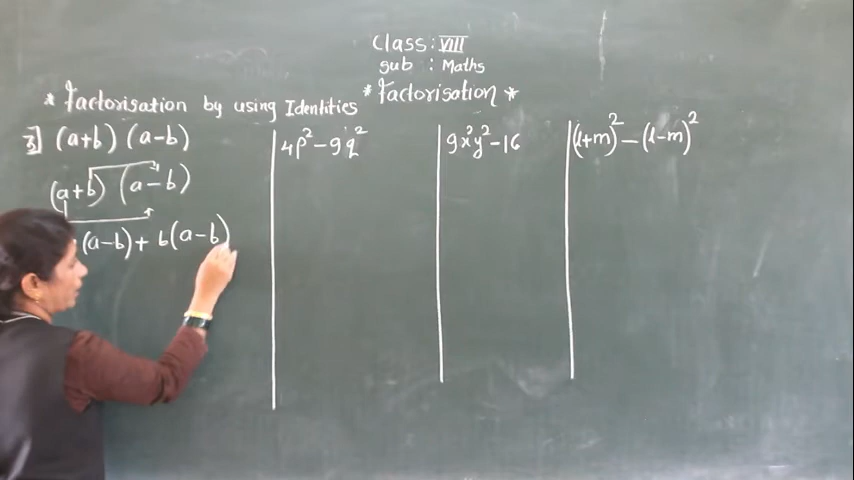 Class: VIII
Sub : Maths
* Factorisation *
* Factorisation by using Identities
3] (a+b) (a-b)
(a+b) (a-b)
(a-b) + b(a-b)
4p² - 9q²
9x²y² - 16
(l+m)² - (l-m)²